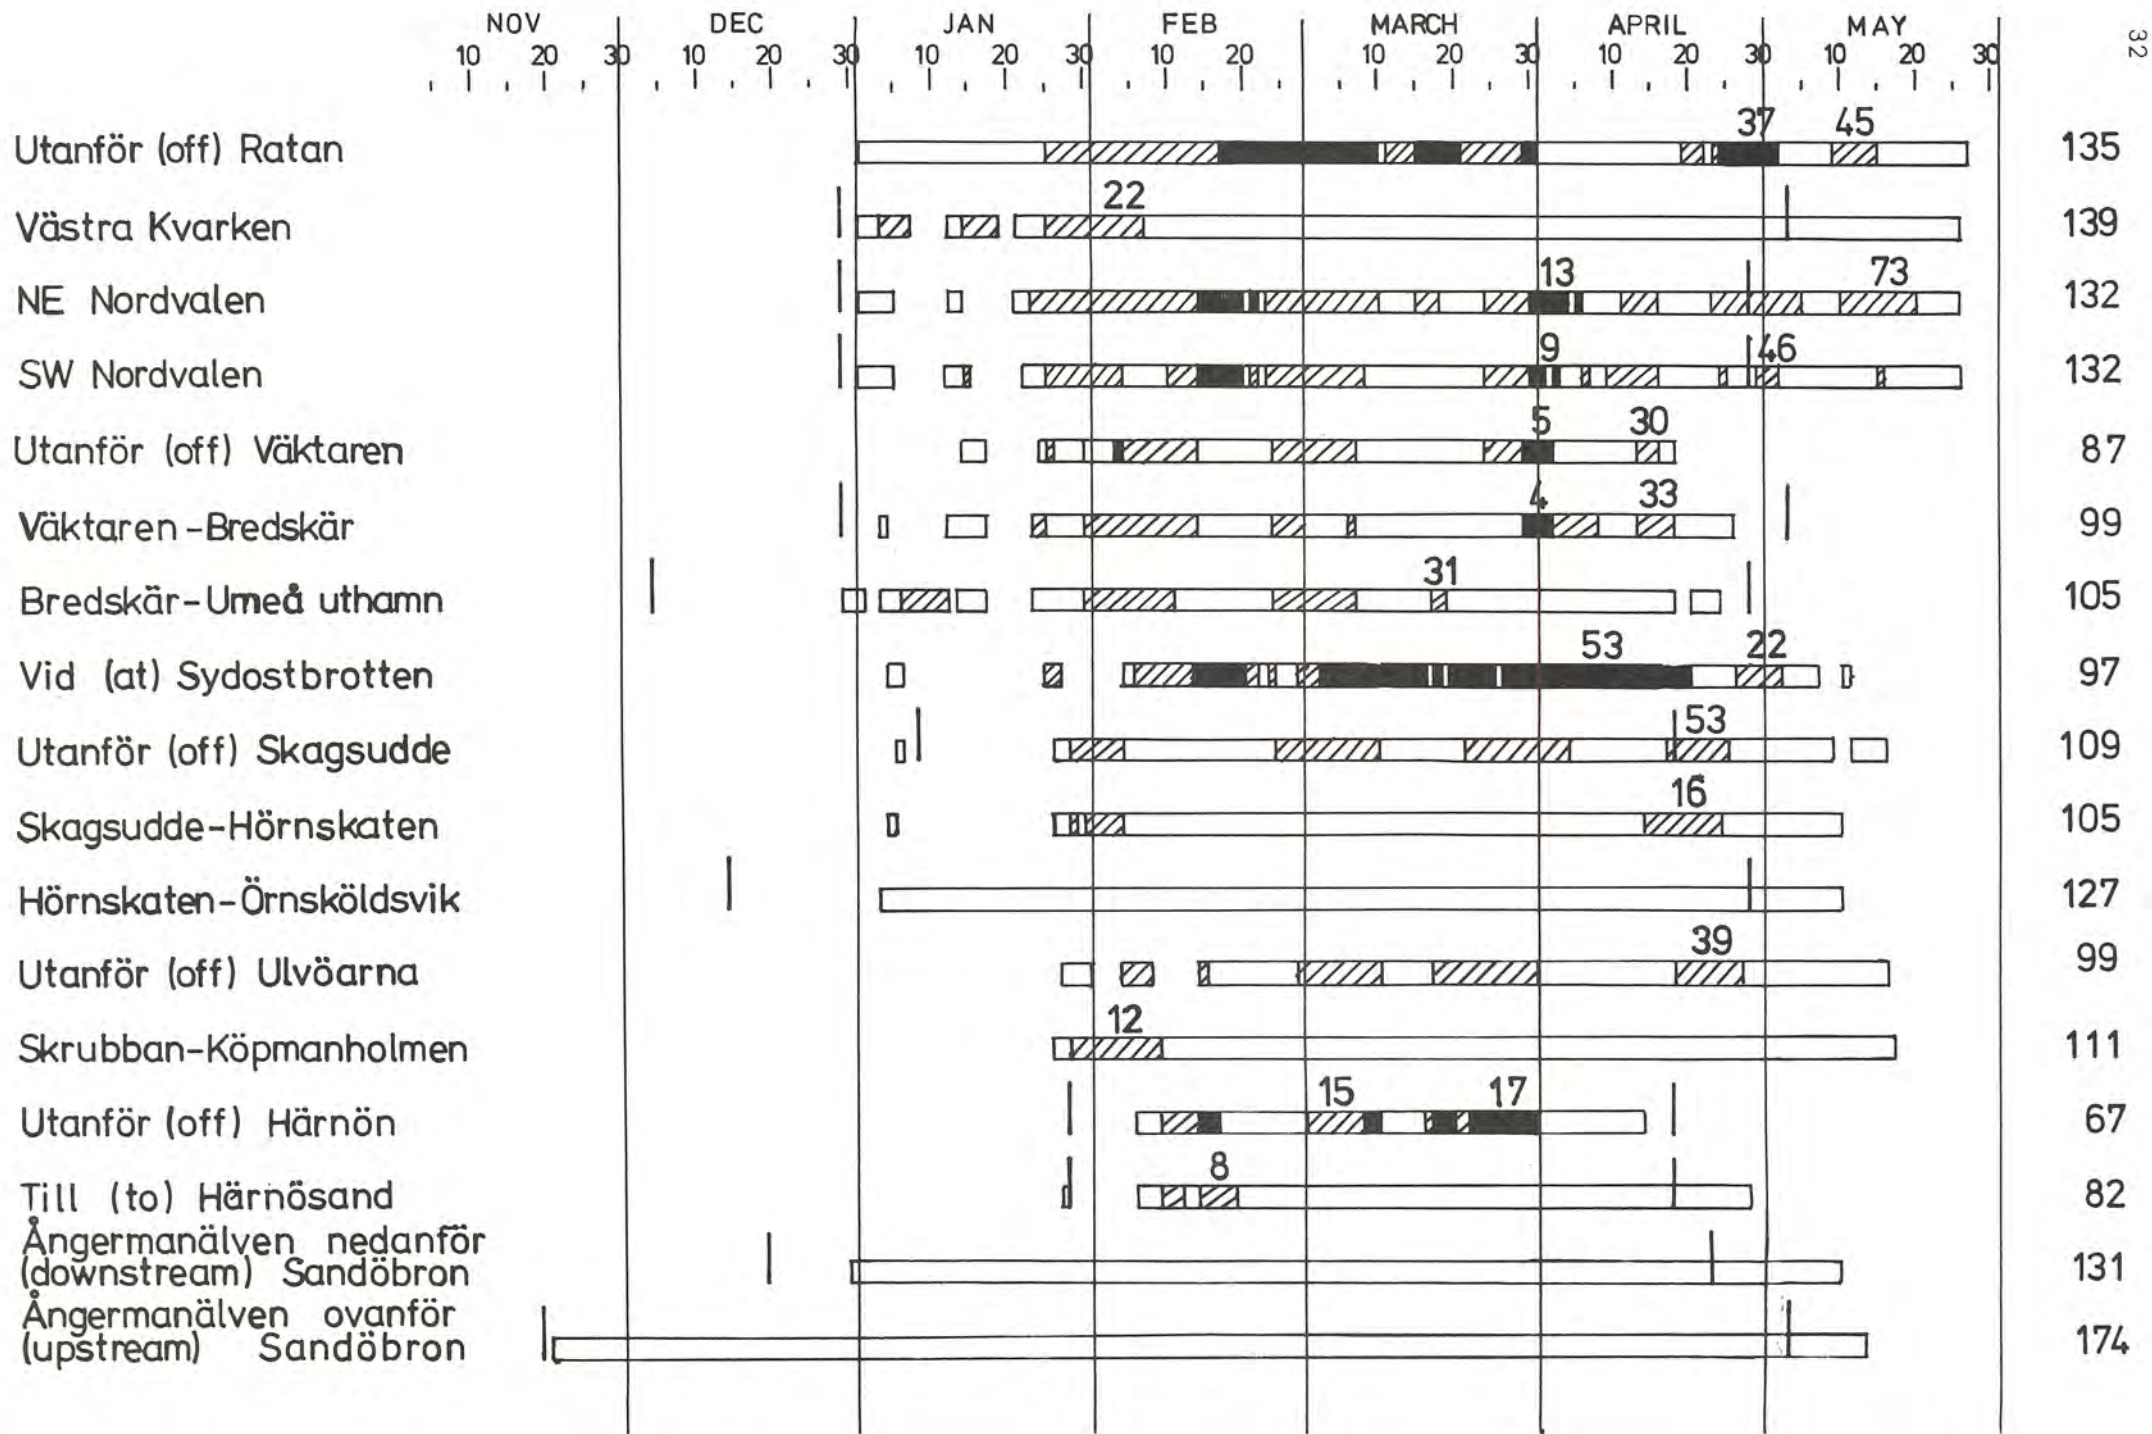 NOV DEC JAN FEB MARCH APRIL MAY
10 20 30 10 20 30 10 20 30 10 20 10 20 30 10 20 30 10 20 30
32
37 45
Utanför (off) Ratan 135
22
Västra Kvarken 139
13 73
NE Nordvalen 132
9 46
SW Nordvalen 132
5 30
Utanför (off) Väktaren 87
4 33
Väktaren-Bredskär 99
31
Bredskär-Umeå uthamn 105
53 22
Vid (at) Sydostbrotten 97
53
Utanför (off) Skagsudde 109
16
Skagsudde-Hörnskaten 105
Hörnskaten-Örnsköldsvik 127
39
Utanför (off) Ulvöarna 99
12
Skrubban-Köpmanholmen 111
15 17
Utanför (off) Härnön 67
8
Till (to) Härnösand 82
Ångermanälven nedanför
(downstream) Sandöbron 131
Ångermanälven ovanför
(upstream) Sandöbron 174